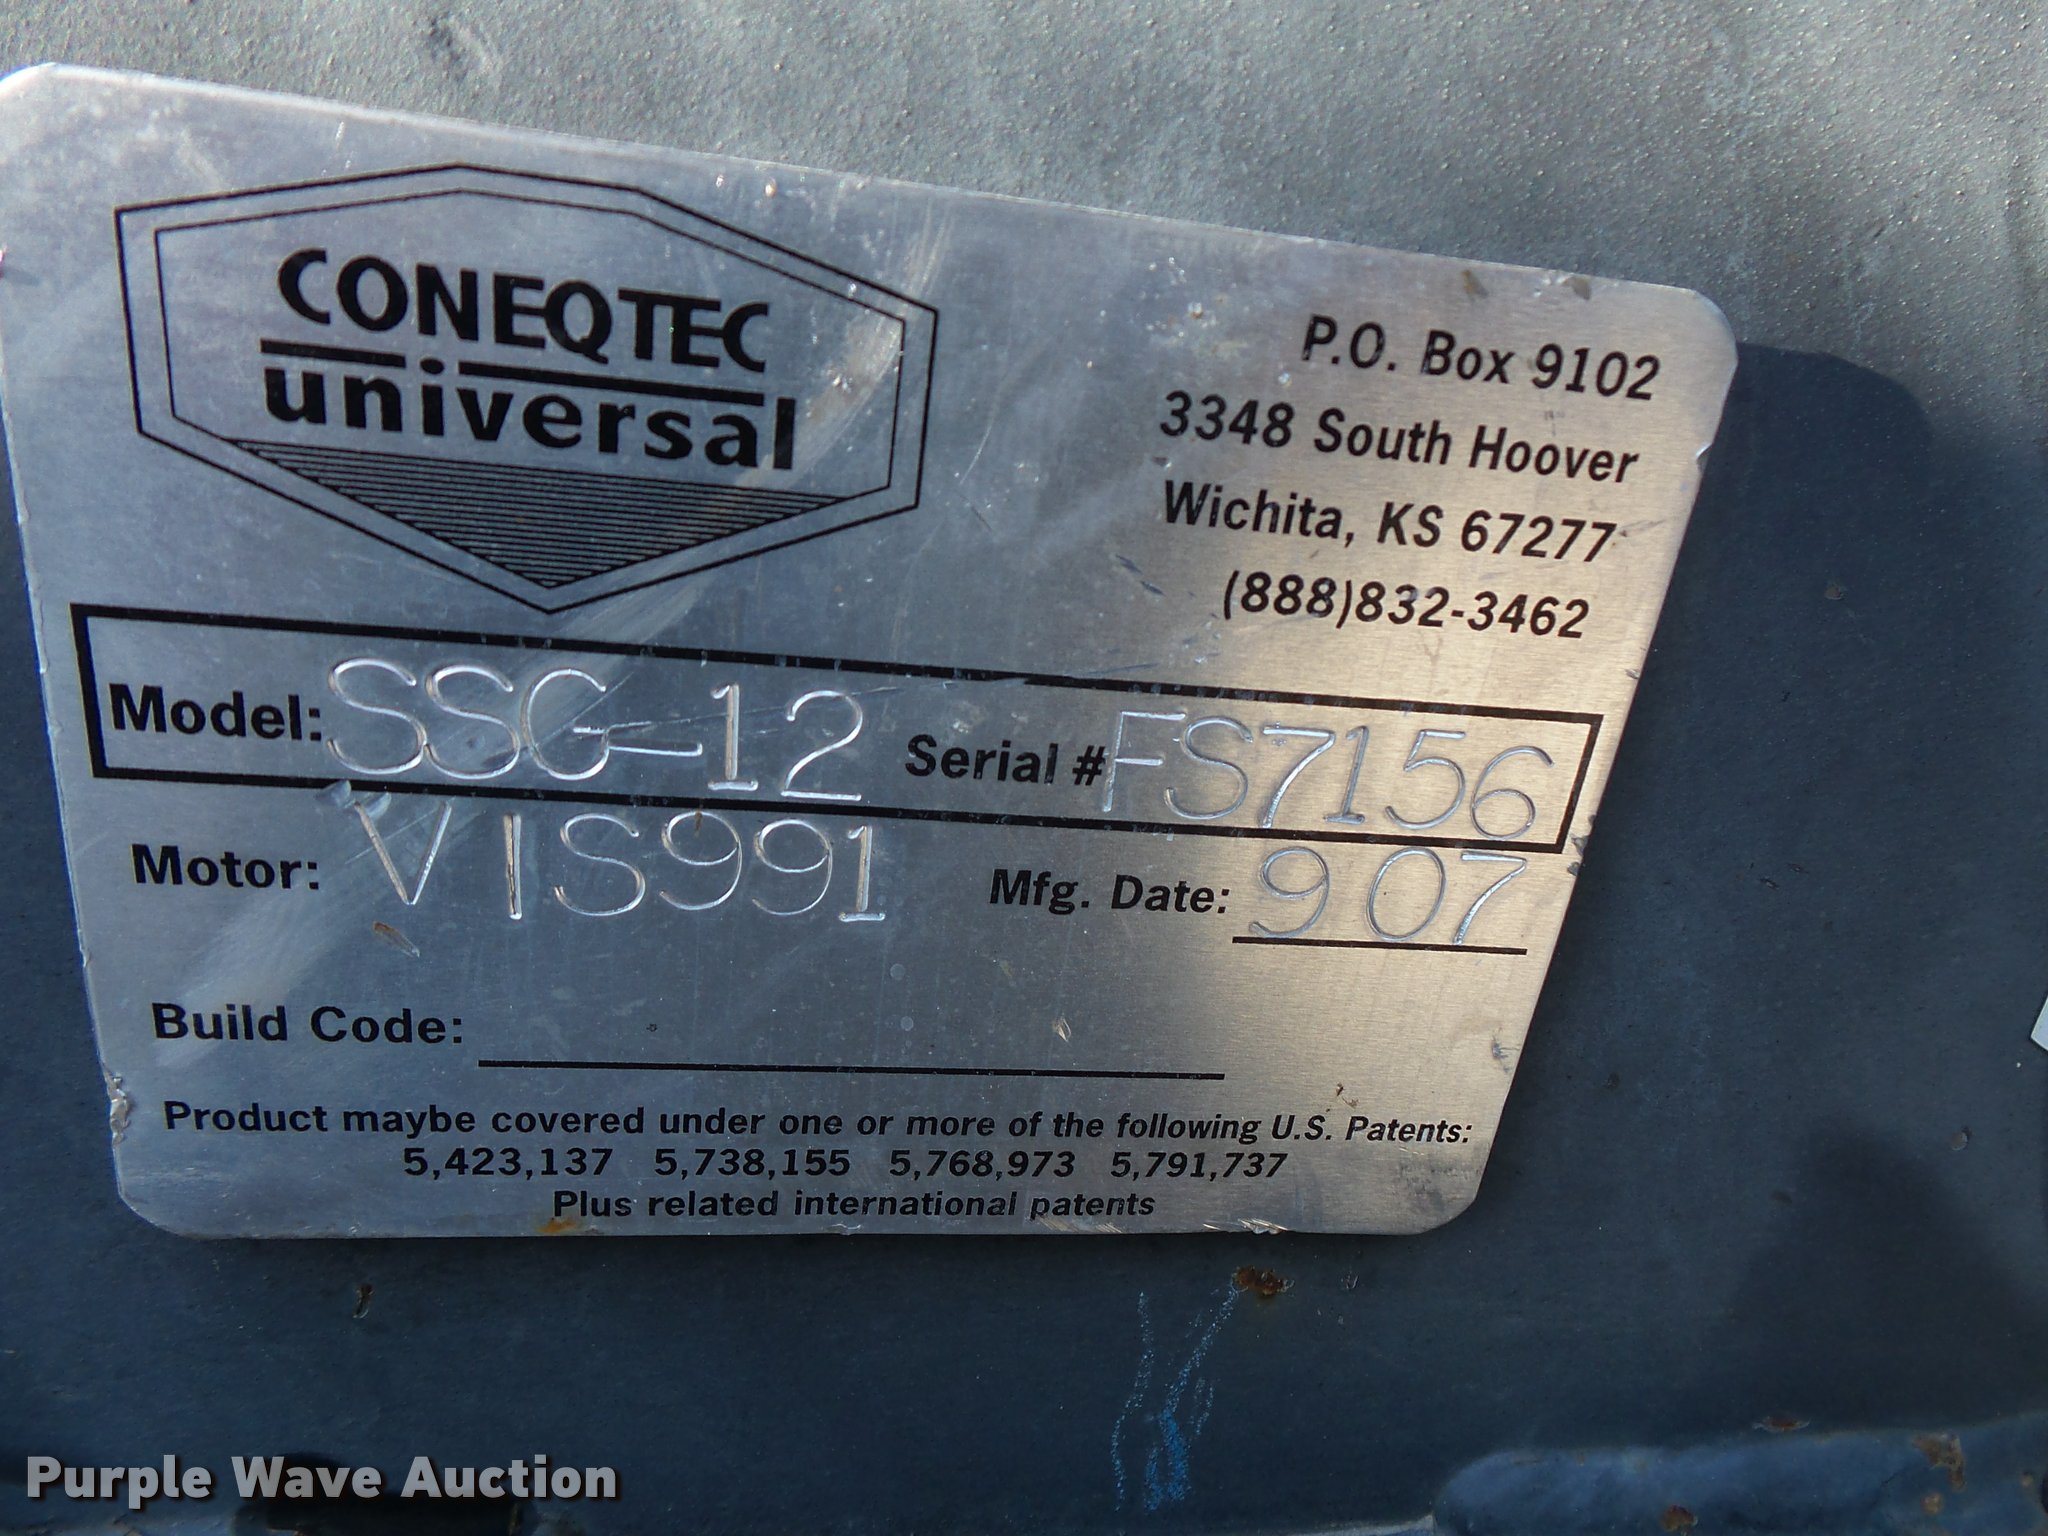 CONEQTEC
universal
P.O. Box 9102
3348 South Hoover
Wichita, KS 67277
(888)832-3462
Model: SSG-12 Serial # FS7156
Motor: VIS991 Mfg. Date: 9 07
Build Code:
Product maybe covered under one or more of the following U.S. Patents:
5,423,137 5,738,155 5,768,973 5,791,737
Plus related international patents
Purple Wave Auction